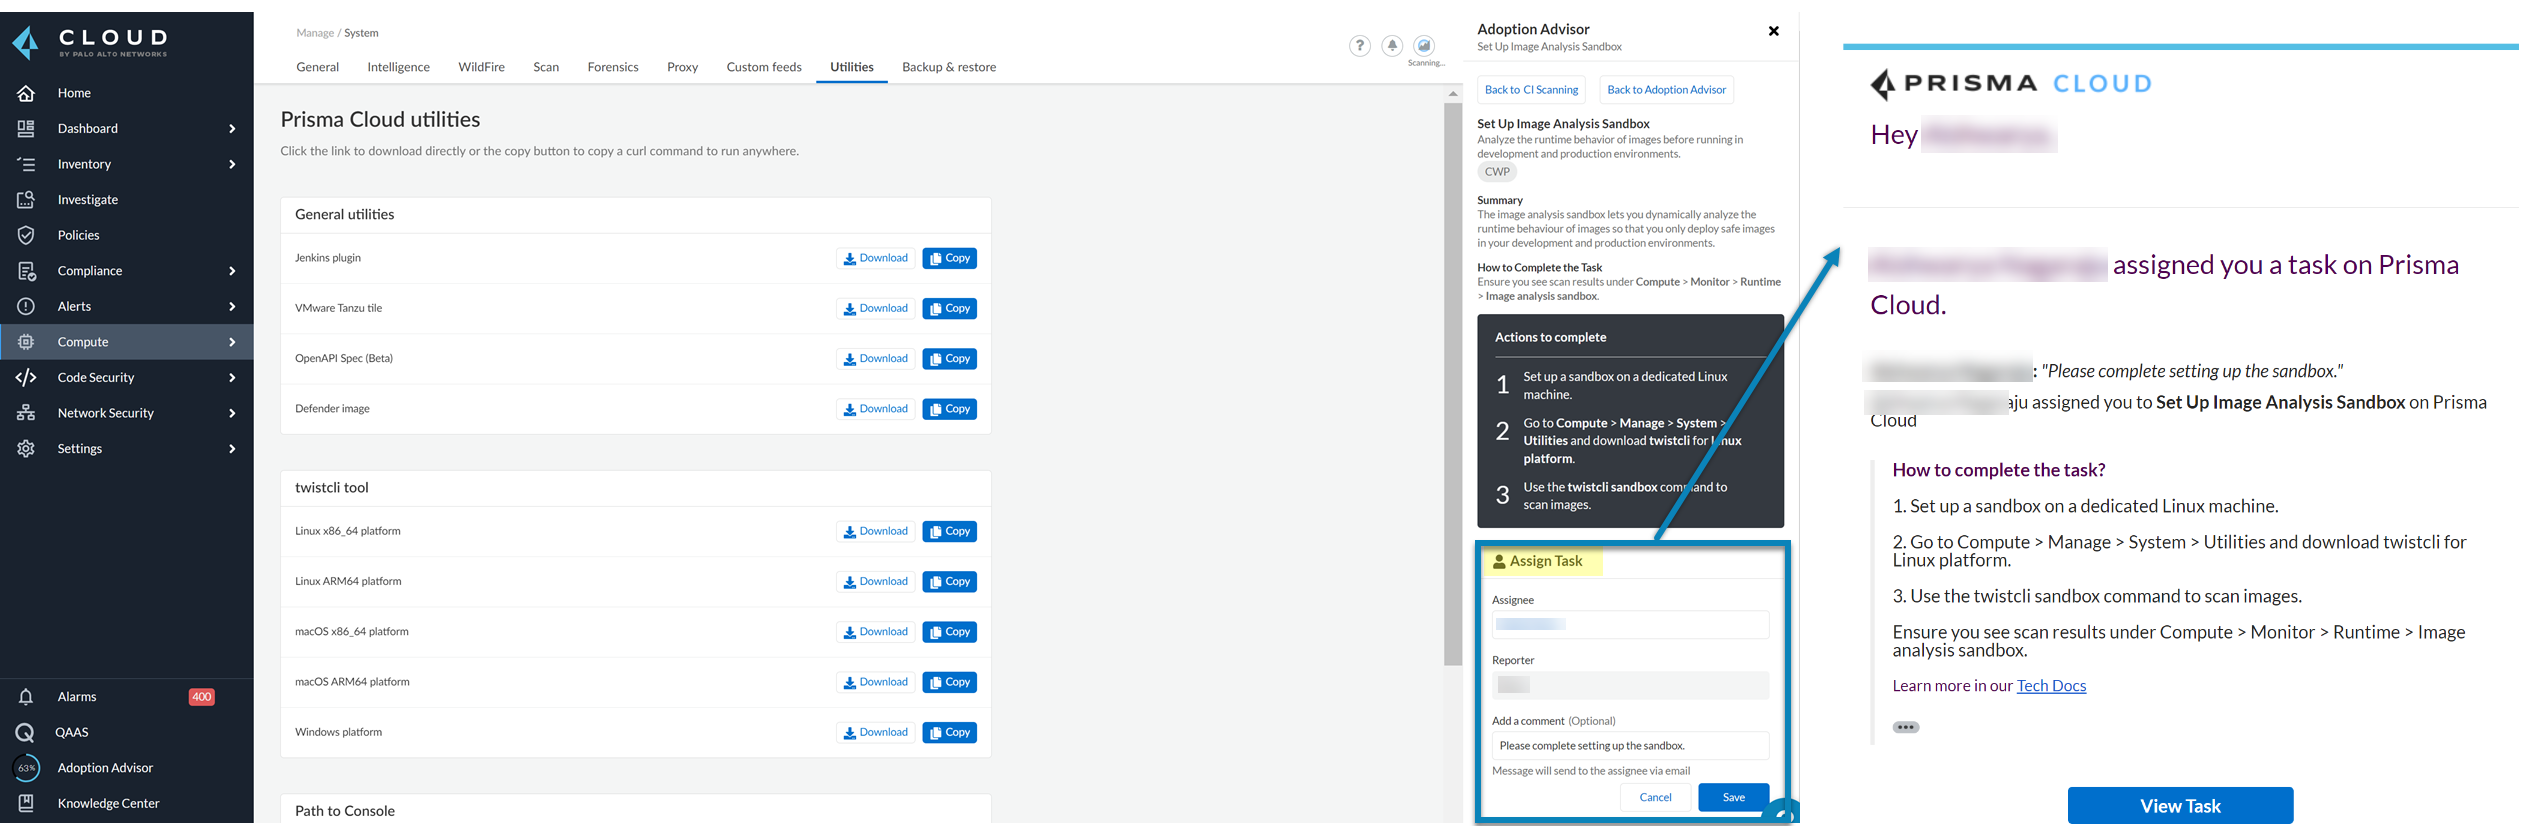 CLOUD
BY PALO ALTO NETWORKS
Home
Dashboard
Inventory
Investigate
Policies
Compliance
Alerts
Compute
Code Security
Network Security
Settings
Alarms
400
QAAS
63%
Adoption Advisor
Knowledge Center
Manage / System
General
Intelligence
WildFire
Scan
Forensics
Proxy
Custom feeds
Utilities
Backup & restore
?
Scanning...
Prisma Cloud utilities
Click the link to download directly or the copy button to copy a curl command to run anywhere.
General utilities
Jenkins plugin
Download
Copy
VMware Tanzu tile
Download
Copy
OpenAPI Spec (Beta)
Download
Copy
Defender image
Download
Copy
twistcli tool
Linux x86_64 platform
Download
Copy
Linux ARM64 platform
Download
Copy
macOS x86_64 platform
Download
Copy
macOS ARM64 platform
Download
Copy
Windows platform
Download
Copy
Path to Console
Adoption Advisor
Set Up Image Analysis Sandbox
Back to CI Scanning
Back to Adoption Advisor
Set Up Image Analysis Sandbox
Analyze the runtime behavior of images before running in
development and production environments.
CWP
Summary
The image analysis sandbox lets you dynamically analyze the
runtime behaviour of images so that you only deploy safe images
in your development and production environments.
How to Complete the Task
Ensure you see scan results under Compute > Monitor > Runtime
> Image analysis sandbox.
Actions to complete
1 Set up a sandbox on a dedicated Linux
machine.
2 Go to Compute > Manage > System >
Utilities and download twistcli for Linux
platform.
3 Use the twistcli sandbox command to
scan images.
Assign Task
Assignee
Reporter
Add a comment (Optional)
Please complete setting up the sandbox.
Message will send to the assignee via email
Cancel
Save
PRISMA CLOUD
Hey
assigned you a task on Prisma
Cloud.
: "Please complete setting up the sandbox."
aju assigned you to Set Up Image Analysis Sandbox on Prisma
Cloud
How to complete the task?
1. Set up a sandbox on a dedicated Linux machine.
2. Go to Compute > Manage > System > Utilities and download twistcli for
Linux platform.
3. Use the twistcli sandbox command to scan images.
Ensure you see scan results under Compute > Monitor > Runtime > Image
analysis sandbox.
Learn more in our Tech Docs
View Task